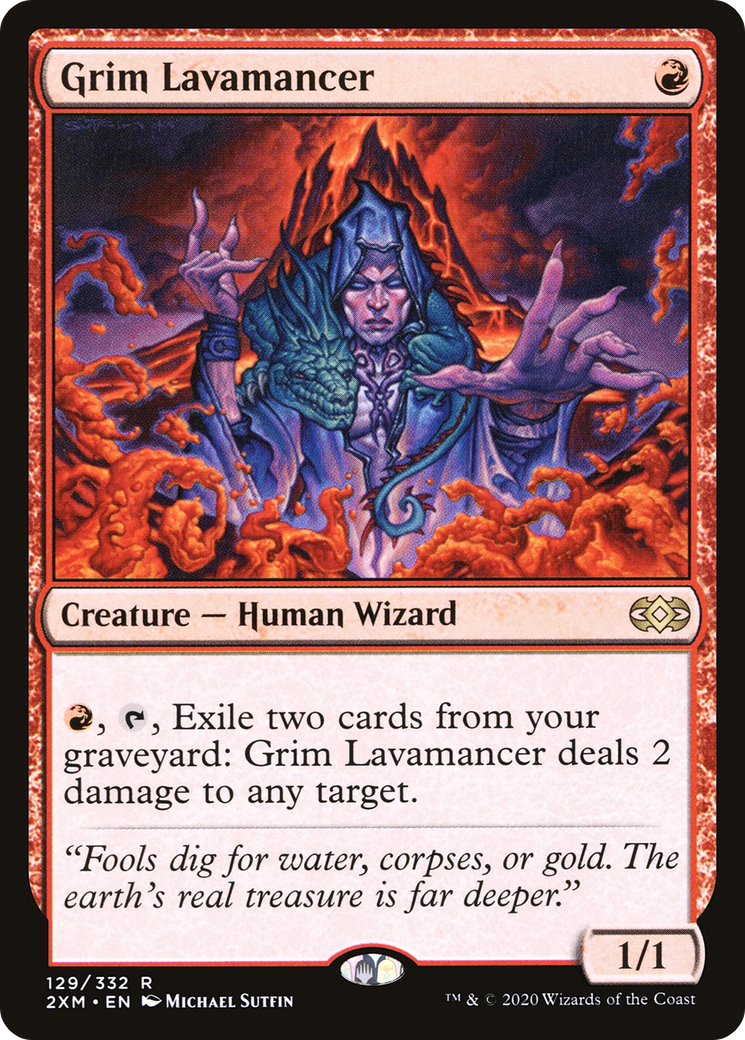 Grim Lavamancer
Creature — Human Wizard
, , Exile two cards from your
graveyard: Grim Lavamancer deals 2
damage to any target.
“Fools dig for water, corpses, or gold. The
earth’s real treasure is far deeper.”
1/1
129/332 R
2XM • EN Michael Sutfin
™ & © 2020 Wizards of the Coast